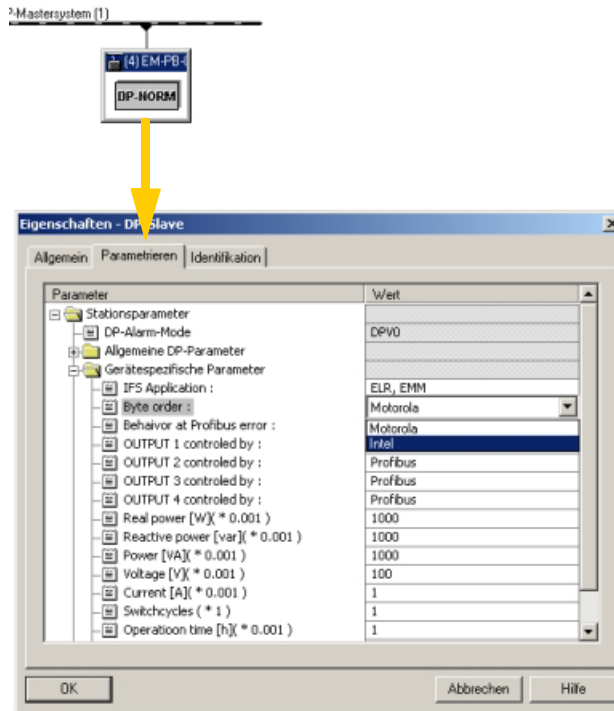 P-Mastersystem (1)
(4) EM-PB-
DP-NORM
Eigenschaften - DP-Slave
Allgemein Parametrieren Identifikation
Parameter Wert
Stationsparameter
DP-Alarm-Mode DPV0
Allgemeine DP-Parameter
Gerätespezifische Parameter
IFS Application : ELR, EMM
Byte order : Motorola
Behaivor at Profibus error : Motorola
OUTPUT 1 controled by : Intel
OUTPUT 2 controled by : Profibus
OUTPUT 3 controled by : Profibus
OUTPUT 4 controled by : Profibus
Real power [W]( * 0.001 ) 1000
Reactive power [var]( * 0.001 ) 1000
Power [VA]( * 0.001 ) 1000
Voltage [V]( * 0.001 ) 100
Current [A]( * 0.001 ) 1
Switchcycles ( * 1 ) 1
Operatioon time [h]( * 0.001 ) 1
OK Abbrechen Hilfe